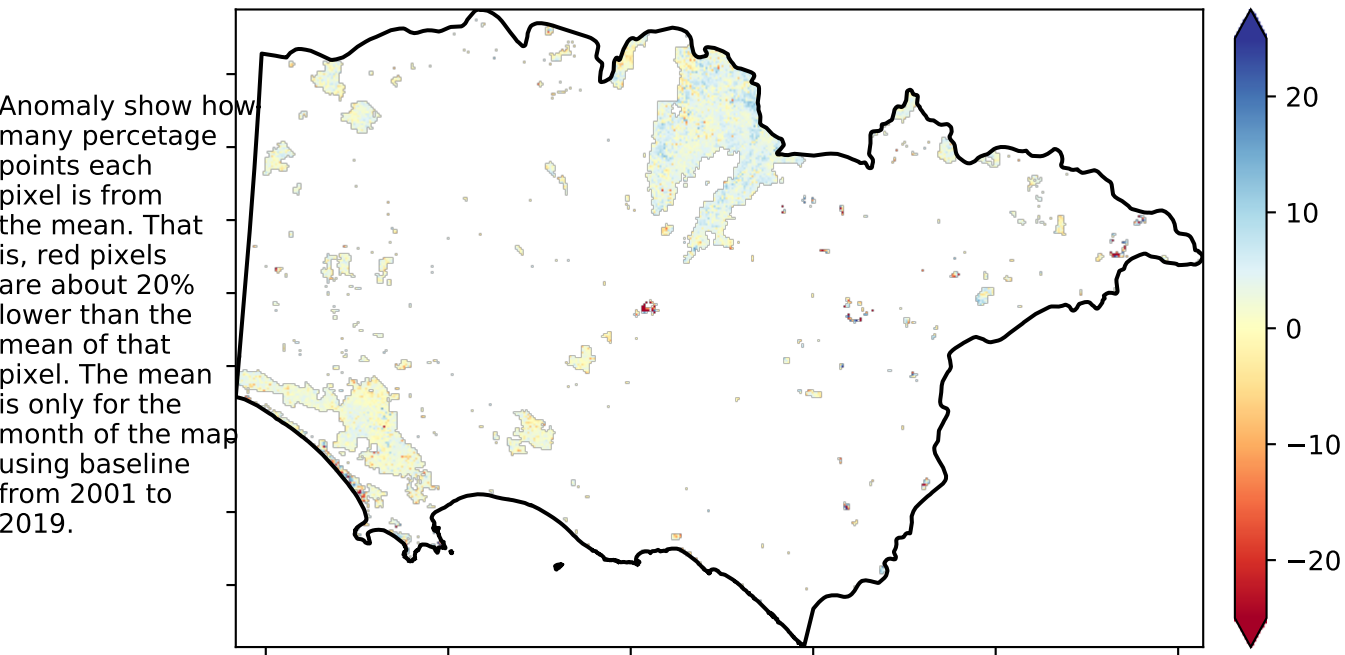 Anomaly show how
many percetage
points each
pixel is from
the mean. That
is, red pixels
are about 20%
lower than the
mean of that
pixel. The mean
is only for the
month of the map
using baseline
from 2001 to
2019.
20
10
0
−10
−20